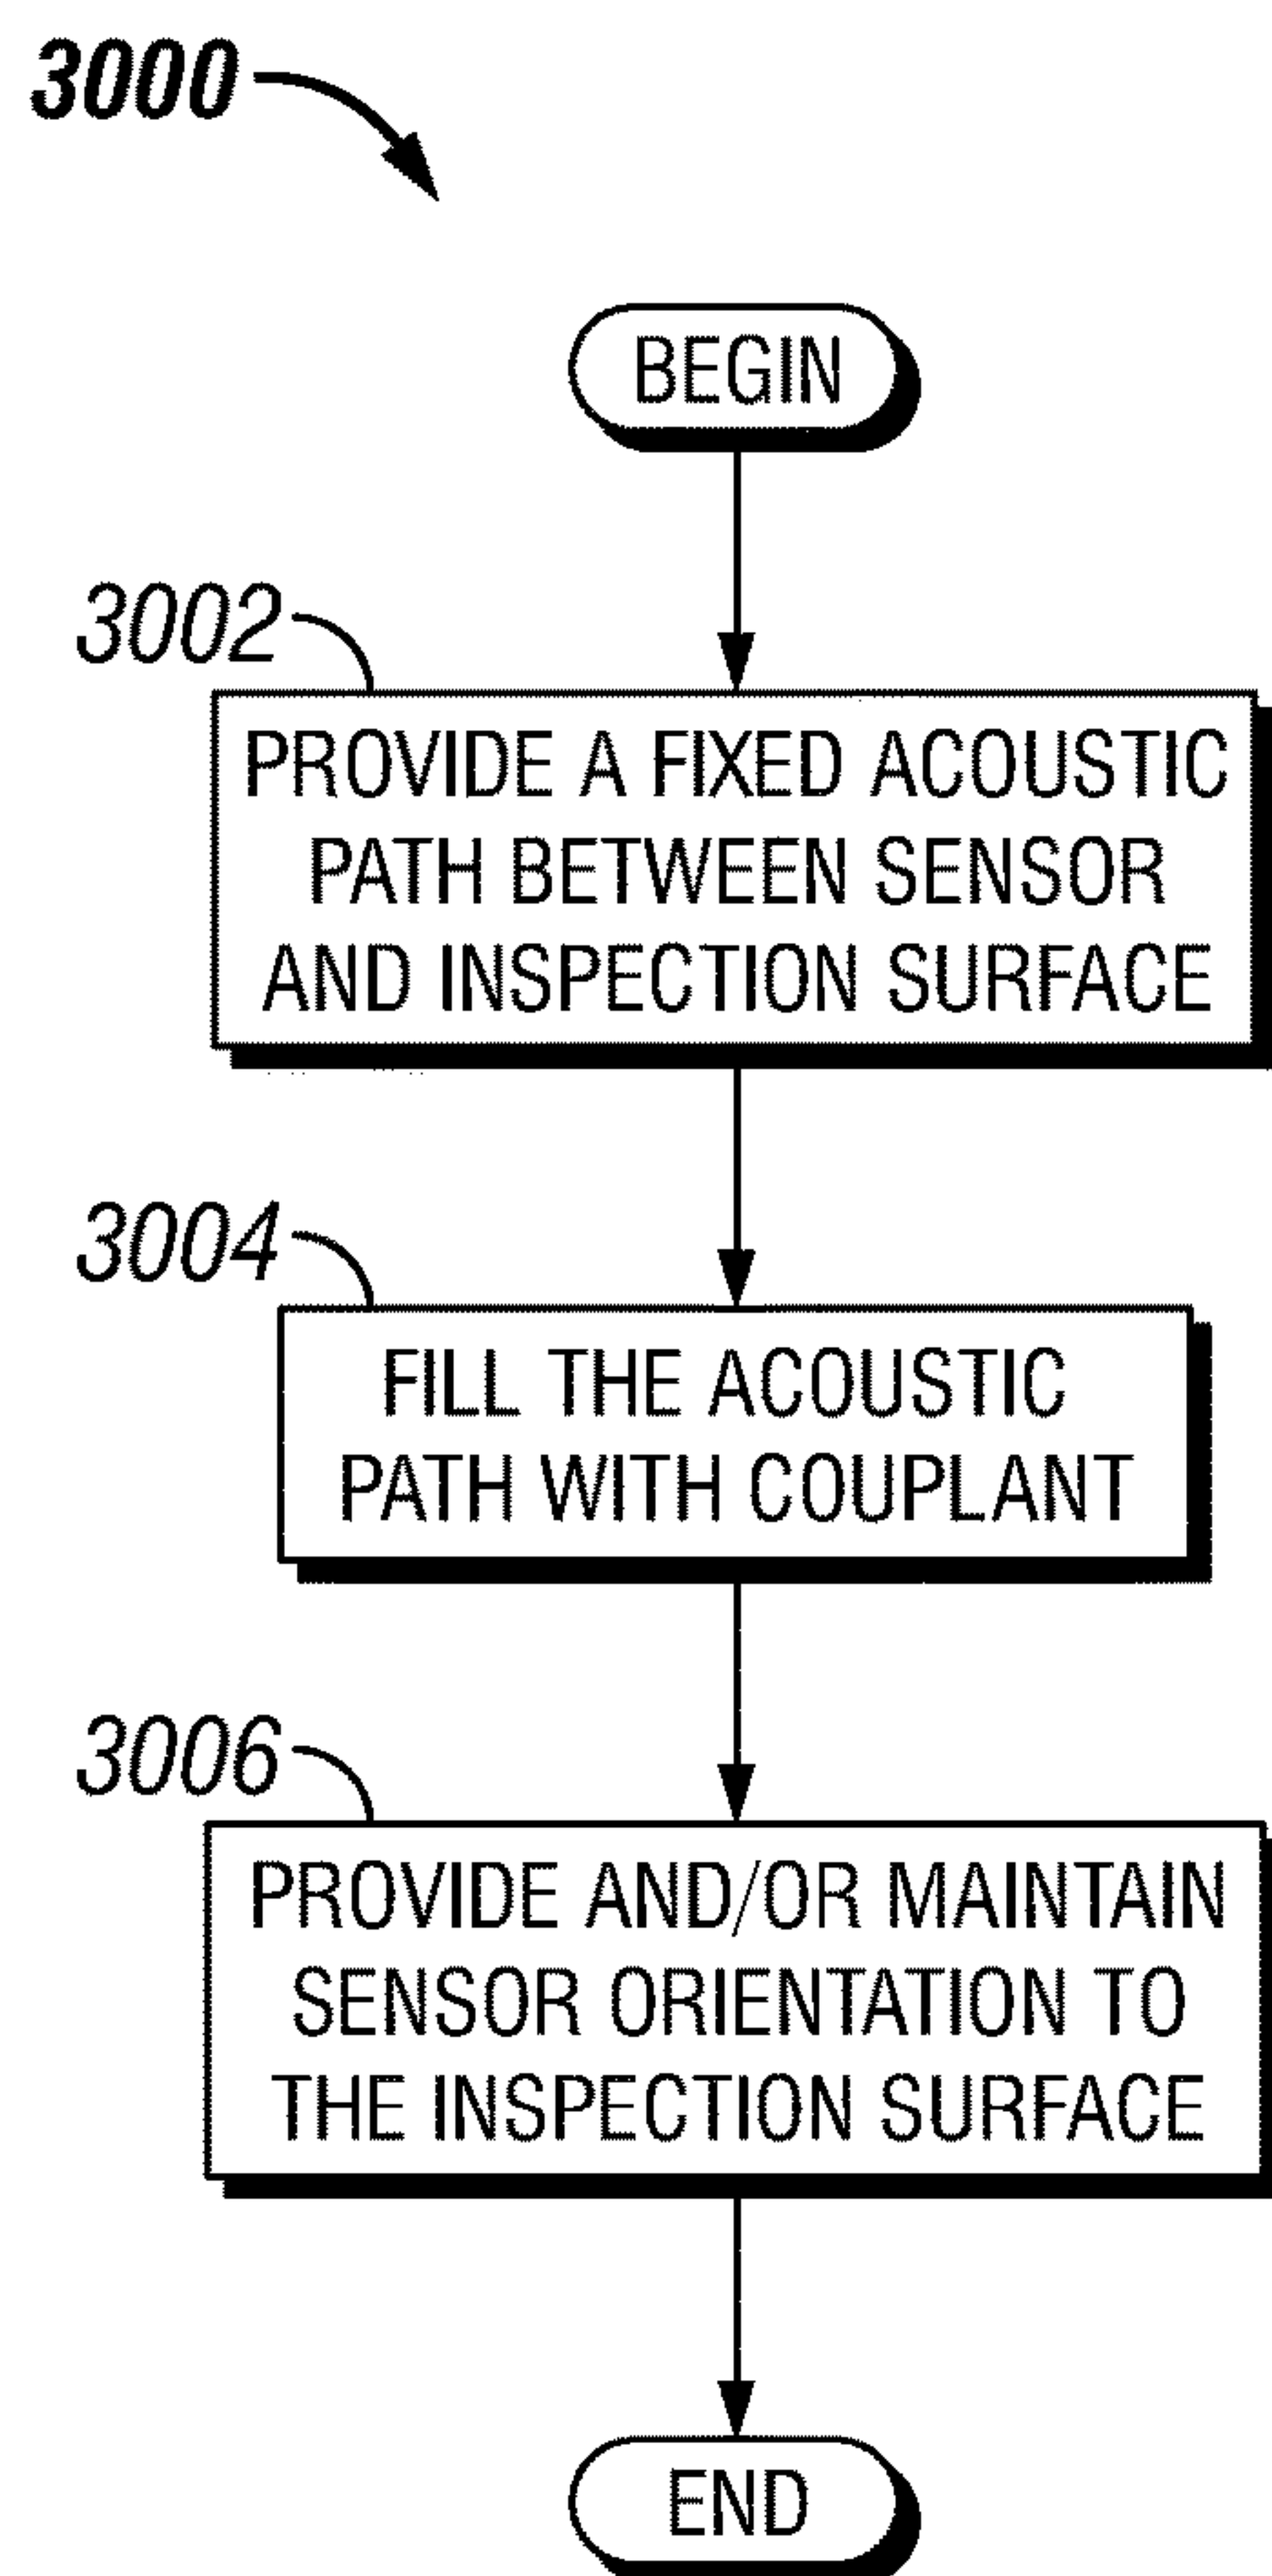 3000
BEGIN
3002
PROVIDE A FIXED ACOUSTIC
PATH BETWEEN SENSOR
AND INSPECTION SURFACE
3004
FILL THE ACOUSTIC
PATH WITH COUPLANT
3006
PROVIDE AND/OR MAINTAIN
SENSOR ORIENTATION TO
THE INSPECTION SURFACE
END